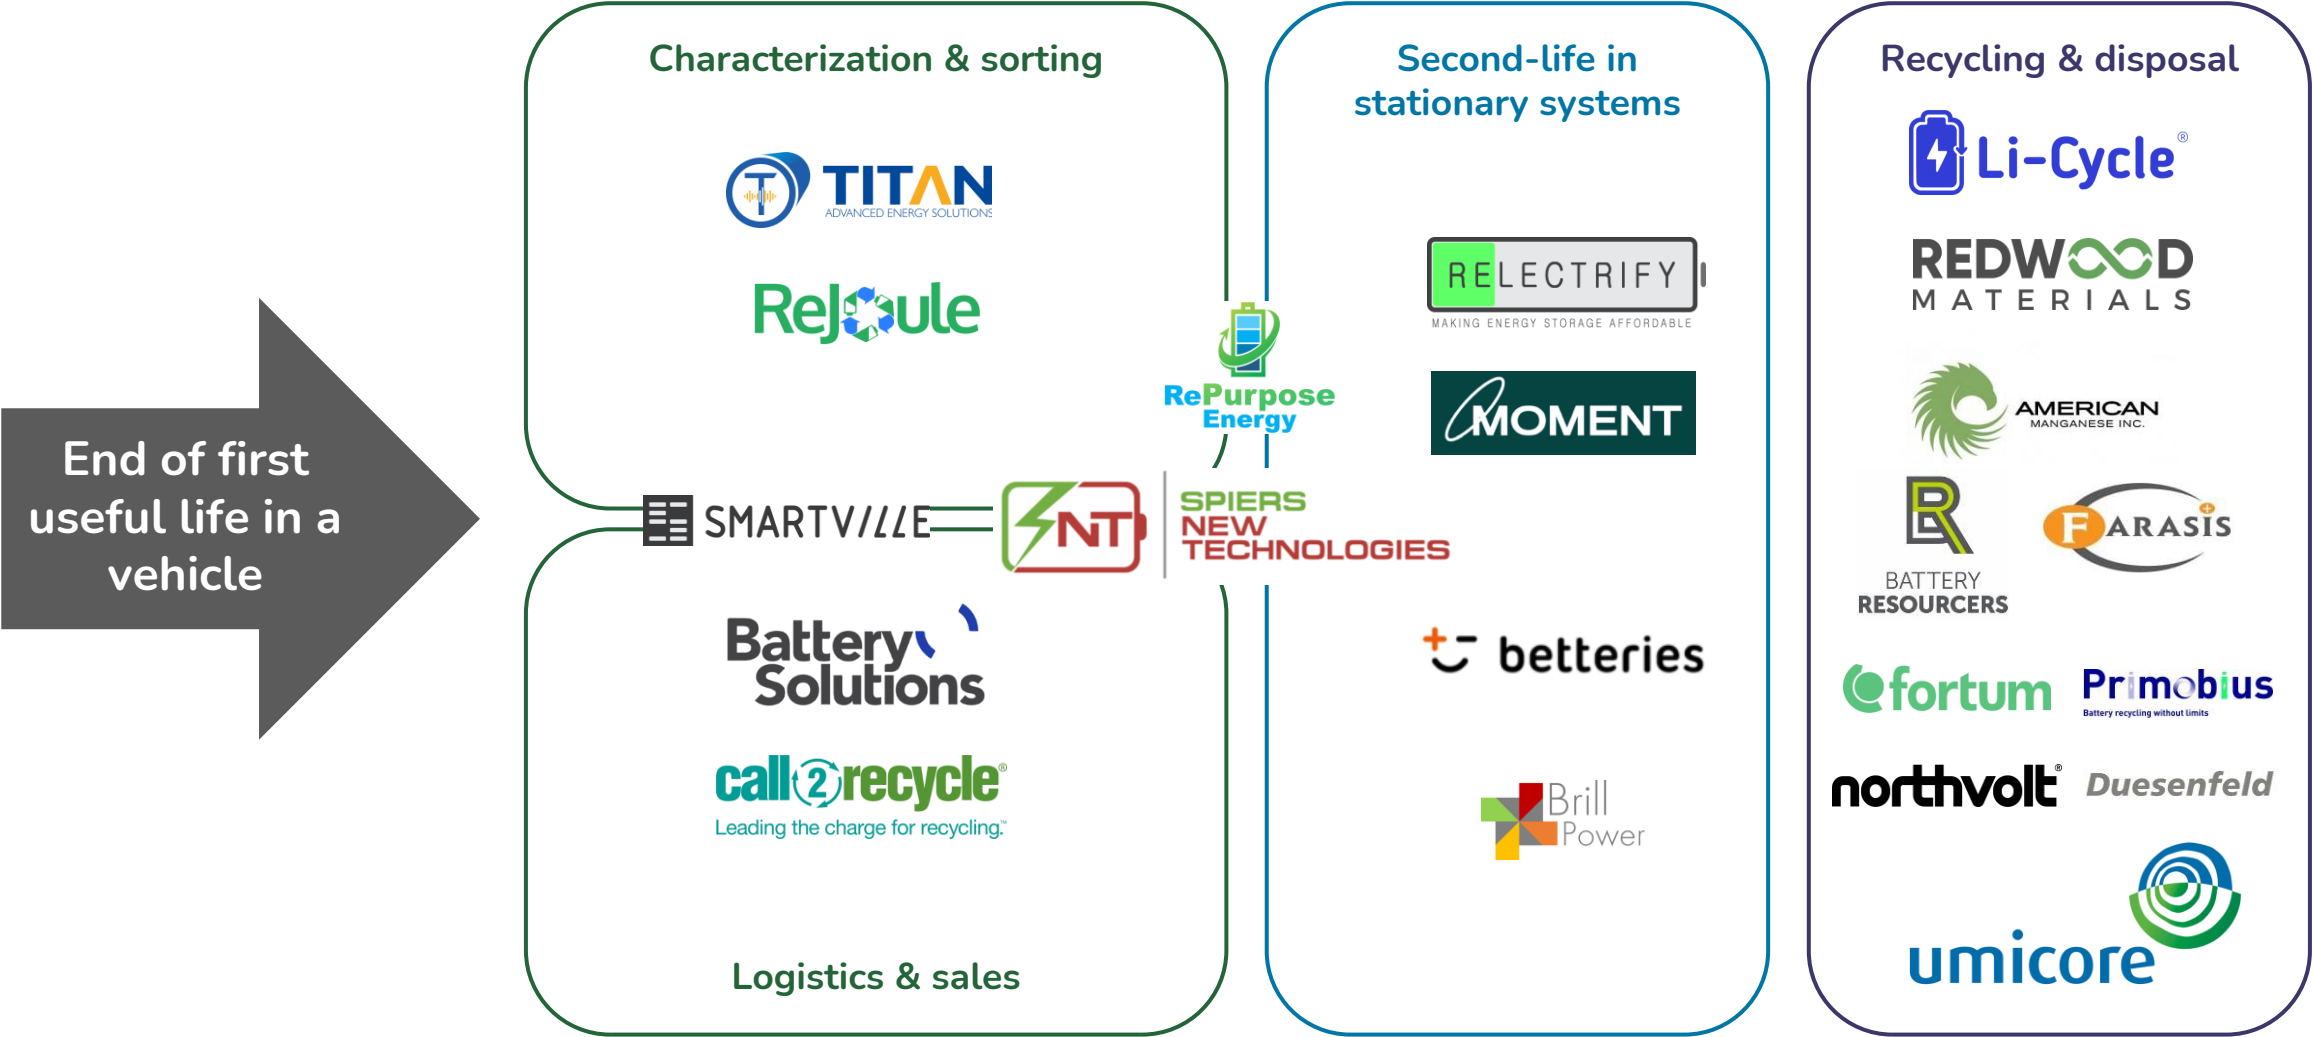 End of first
useful life in a
vehicle
Characterization & sorting
TITAN
ADVANCED ENERGY SOLUTIONS
ReJoule
RePurpose
Energy
SMARTVILLE
SNT
SPIERS
NEW
TECHNOLOGIES
Battery
Solutions
call2recycle®
Leading the charge for recycling.™
Logistics & sales
Second-life in
stationary systems
RELECTRIFY
MAKING ENERGY STORAGE AFFORDABLE
MOMENT
betteries
Brill
Power
Recycling & disposal
Li-Cycle®
REDWOOD
MATERIALS
AMERICAN
MANGANESE INC.
BR
BATTERY
RESOURCERS
FARASIS
fortum
Primobius
Battery recycling without limits
northvolt®
Duesenfeld
umicore